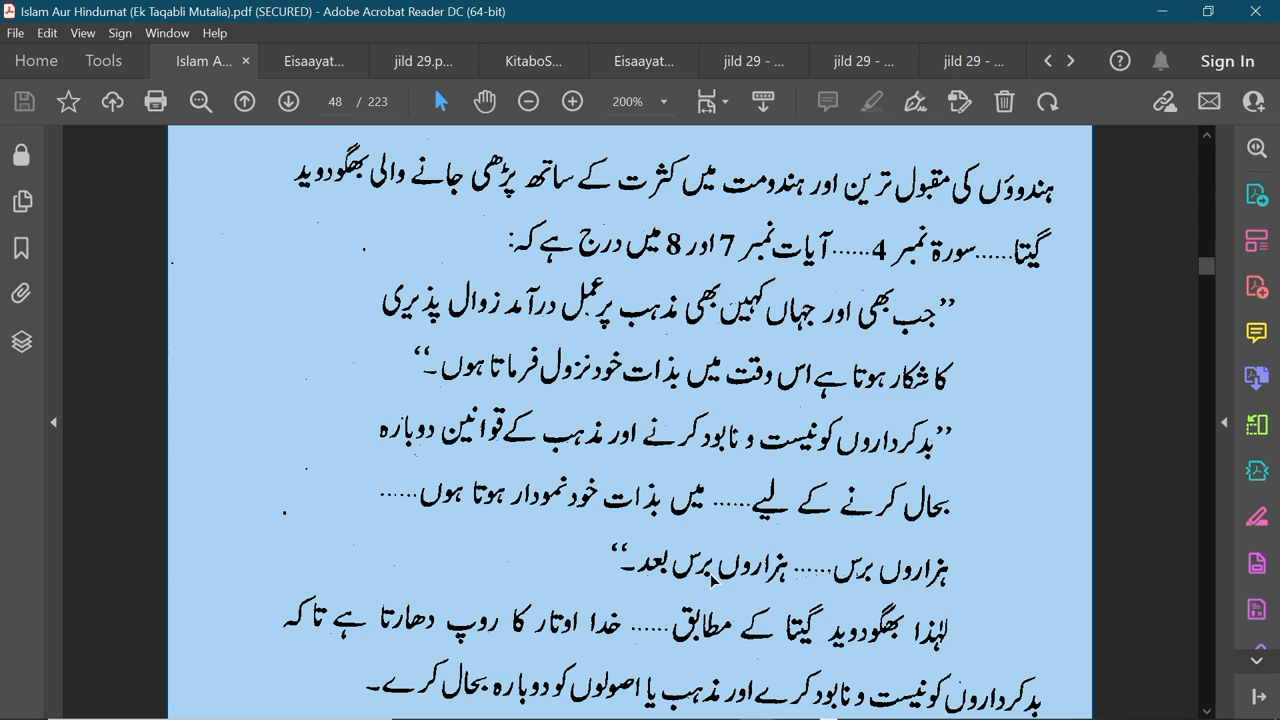 Islam Aur Hindumat (Ek Taqabli Mutalia).pdf (SECURED) - Adobe Acrobat Reader DC (64-bit)
File Edit View Sign Window Help
Home Tools Islam A... × Eisaayat... jild 29.p... KitaboS... Eisaayat... jild 29 - ... jild 29 - ... jild 29 - ... Sign In
48 / 223 200%
ہندوؤں کی مقبول ترین اور ہندومت میں کثرت کے ساتھ پڑھی جانے والی بھگودوید
گیتا......سورۃ نمبر 4......آیات نمبر 7 اور 8 میں درج ہے کہ:
’’جب بھی اور جہاں کہیں بھی مذہب پر عمل درآمد زوال پذیری
کا شکار ہوتا ہے اس وقت میں بذات خود نزول فرماتا ہوں۔‘‘
’’بدکرداروں کو نیست و نابود کرنے اور مذہب کے قوانین دوبارہ
بحال کرنے کے لیے...... میں بذات خود نمودار ہوتا ہوں......
ہزاروں برس...... ہزاروں برس بعد۔‘‘
لہٰذا بھگودوید گیتا کے مطابق...... خدا اوتار کا روپ دھارتا ہے تاکہ
بدکرداروں کو نیست و نابود کرے اور مذہب یا اصولوں کو دوبارہ بحال کرے۔